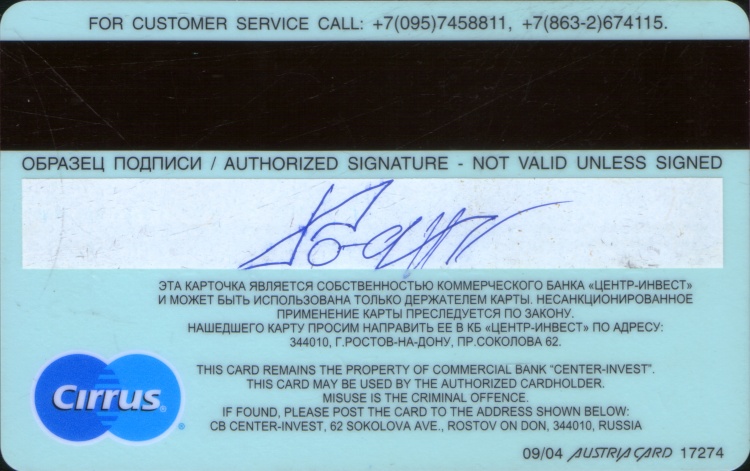 FOR CUSTOMER SERVICE CALL: +7(095)7458811, +7(863-2)674115.
ОБРАЗЕЦ ПОДПИСИ / AUTHORIZED SIGNATURE - NOT VALID UNLESS SIGNED
ЭТА КАРТОЧКА ЯВЛЯЕТСЯ СОБСТВЕННОСТЬЮ КОММЕРЧЕСКОГО БАНКА «ЦЕНТР-ИНВЕСТ»
И МОЖЕТ БЫТЬ ИСПОЛЬЗОВАНА ТОЛЬКО ДЕРЖАТЕЛЕМ КАРТЫ. НЕСАНКЦИОНИРОВАННОЕ
ПРИМЕНЕНИЕ КАРТЫ ПРЕСЛЕДУЕТСЯ ПО ЗАКОНУ.
НАШЕДШЕГО КАРТУ ПРОСИМ НАПРАВИТЬ ЕЕ В КБ «ЦЕНТР-ИНВЕСТ» ПО АДРЕСУ:
344010, Г.РОСТОВ-НА-ДОНУ, ПР.СОКОЛОВА 62.
Cirrus®
THIS CARD REMAINS THE PROPERTY OF COMMERCIAL BANK "CENTER-INVEST".
THIS CARD MAY BE USED BY THE AUTHORIZED CARDHOLDER.
MISUSE IS THE CRIMINAL OFFENCE.
IF FOUND, PLEASE POST THE CARD TO THE ADDRESS SHOWN BELOW:
CB CENTER-INVEST, 62 SOKOLOVA AVE., ROSTOV ON DON, 344010, RUSSIA
09/04 AUSTRIACARD 17274